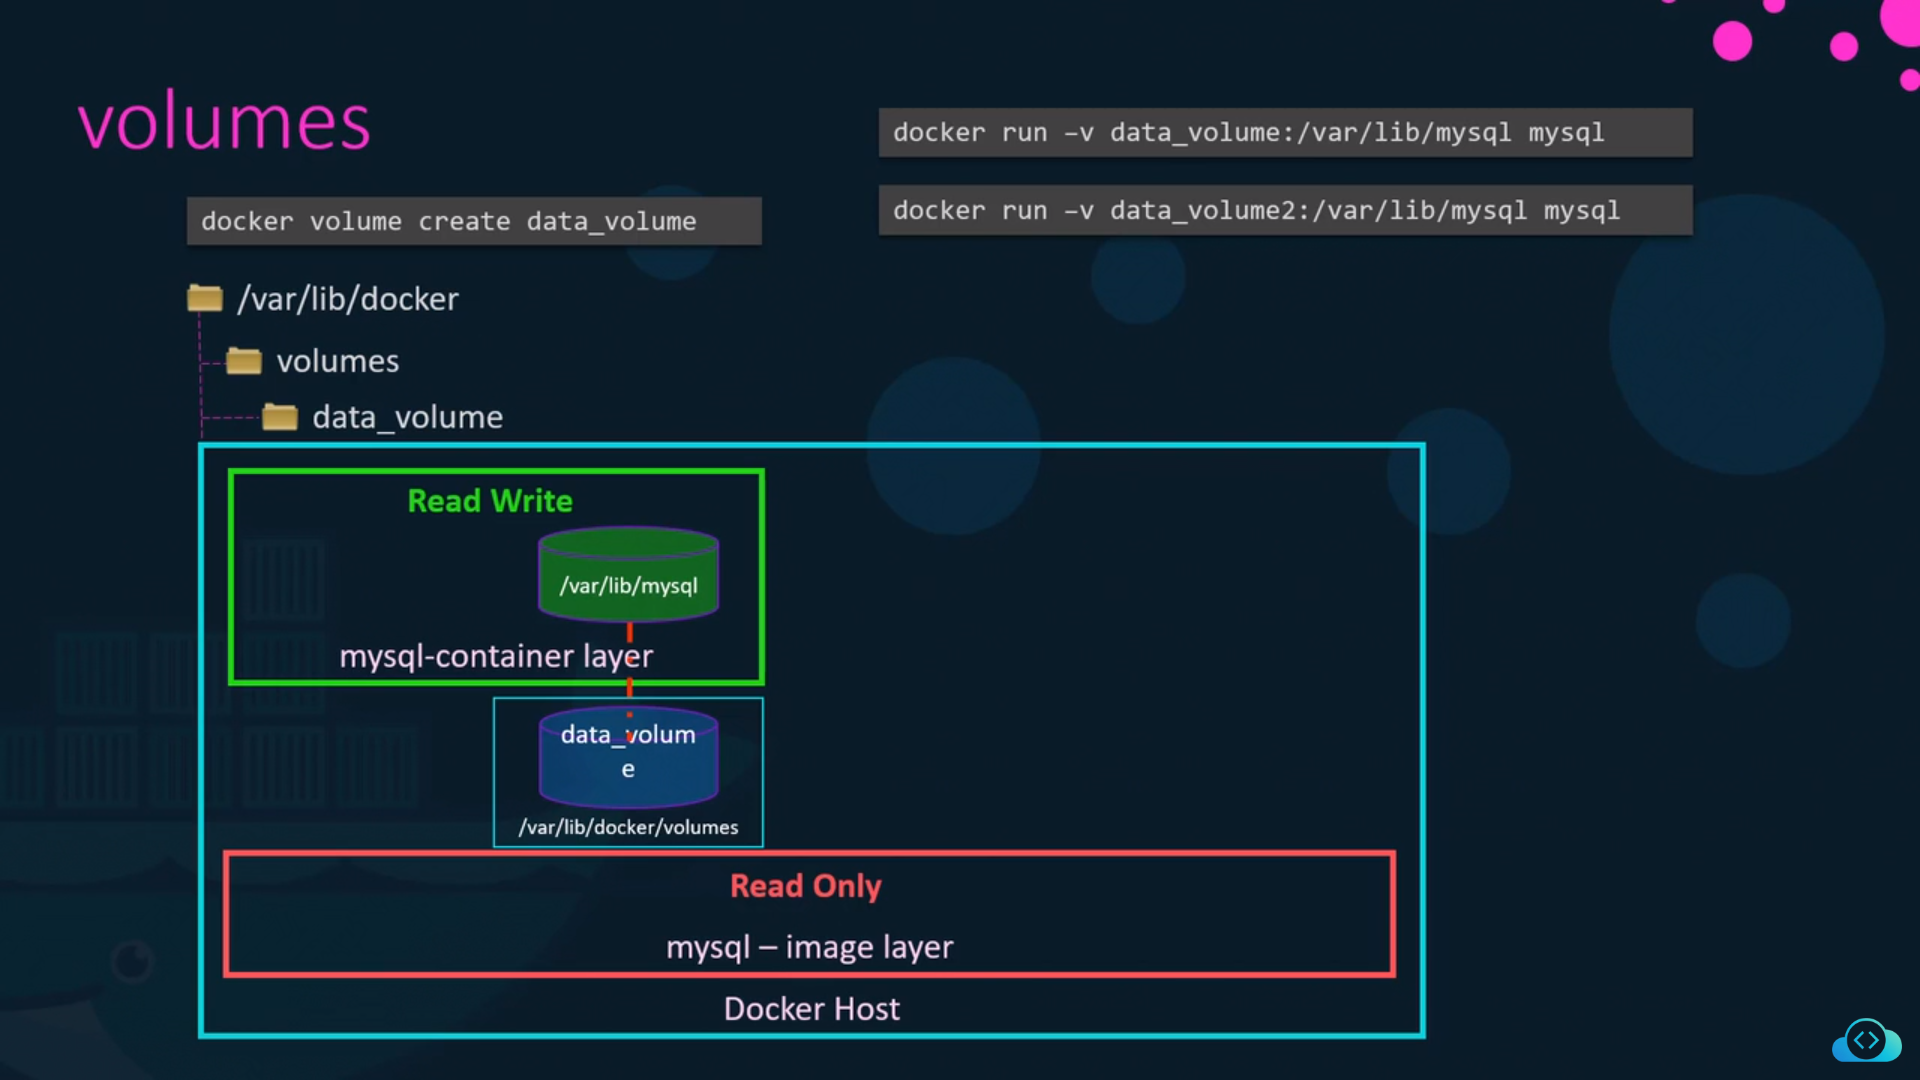 volumes
docker run –v data_volume:/var/lib/mysql mysql
docker run –v data_volume2:/var/lib/mysql mysql
docker volume create data_volume
/var/lib/docker
volumes
data_volume
Read Write
/var/lib/mysql
mysql-container layer
data_volum
e
/var/lib/docker/volumes
Read Only
mysql – image layer
Docker Host